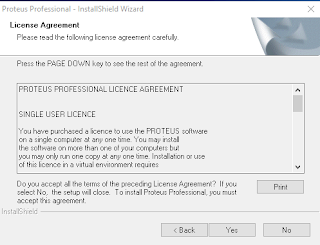 Proteus Professional - InstallShield Wizard
License Agreement
Please read the following license agreement carefully.
Press the PAGE DOWN key to see the rest of the agreement.
PROTEUS PROFESSIONAL LICENCE AGREEMENT
SINGLE USER LICENCE
You have purchased a licence to use the PROTEUS software
on a single computer at any one time. You may install
the software on more than one of your computers but
you may only run one copy at any one time. Installation or use
of this licence in a virtual environment requires
Do you accept all the terms of the preceding License Agreement? If you
select No, the setup will close. To install Proteus Professional, you must
accept this agreement.
Print
InstallShield
< Back
Yes
No